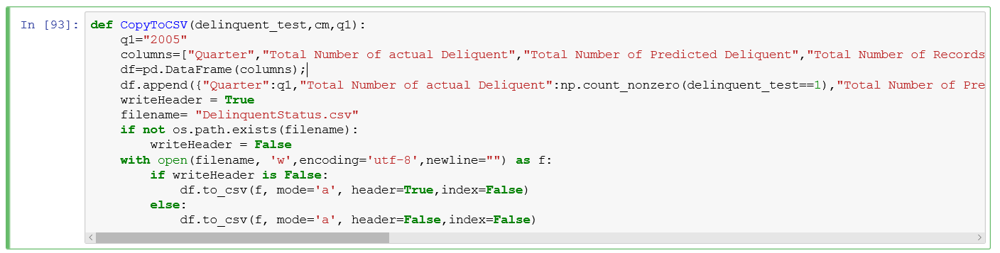 In [93]: def CopyToCSV(delinquent_test,cm,q1):
    q1="2005"
    columns=["Quarter","Total Number of actual Deliquent","Total Number of Predicted Deliquent","Total Number of Records
    df=pd.DataFrame(columns);
    df.append({"Quarter":q1,"Total Number of actual Deliquent":np.count_nonzero(delinquent_test==1),"Total Number of Pre
    writeHeader = True
    filename= "DelinquentStatus.csv"
    if not os.path.exists(filename):
        writeHeader = False
    with open(filename, 'w',encoding='utf-8',newline="") as f:
        if writeHeader is False:
            df.to_csv(f, mode='a', header=True,index=False)
        else:
            df.to_csv(f, mode='a', header=False,index=False)